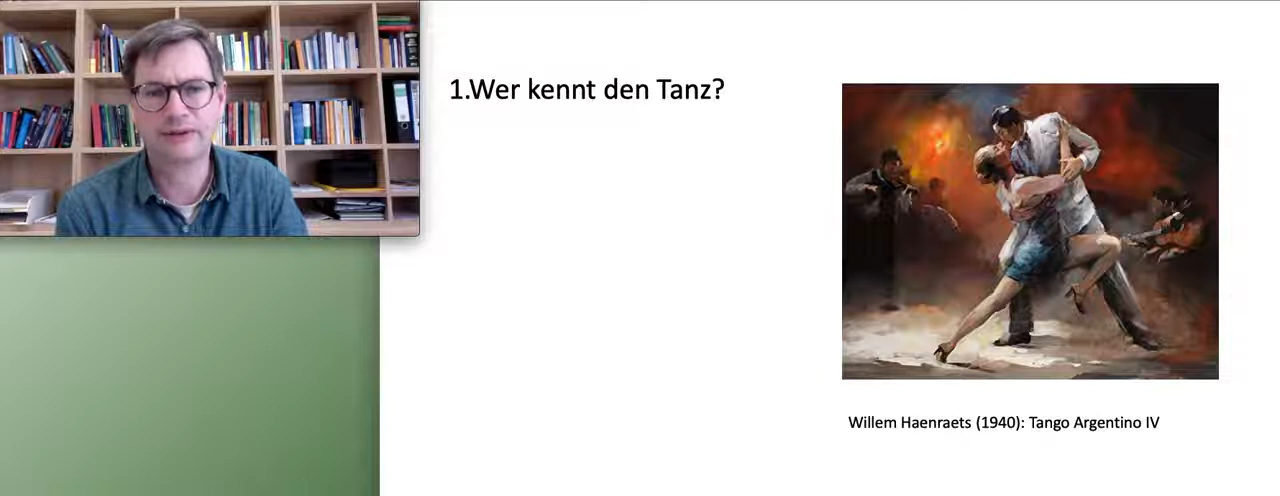 1.Wer kennt den Tanz?
Willem Haenraets (1940): Tango Argentino IV